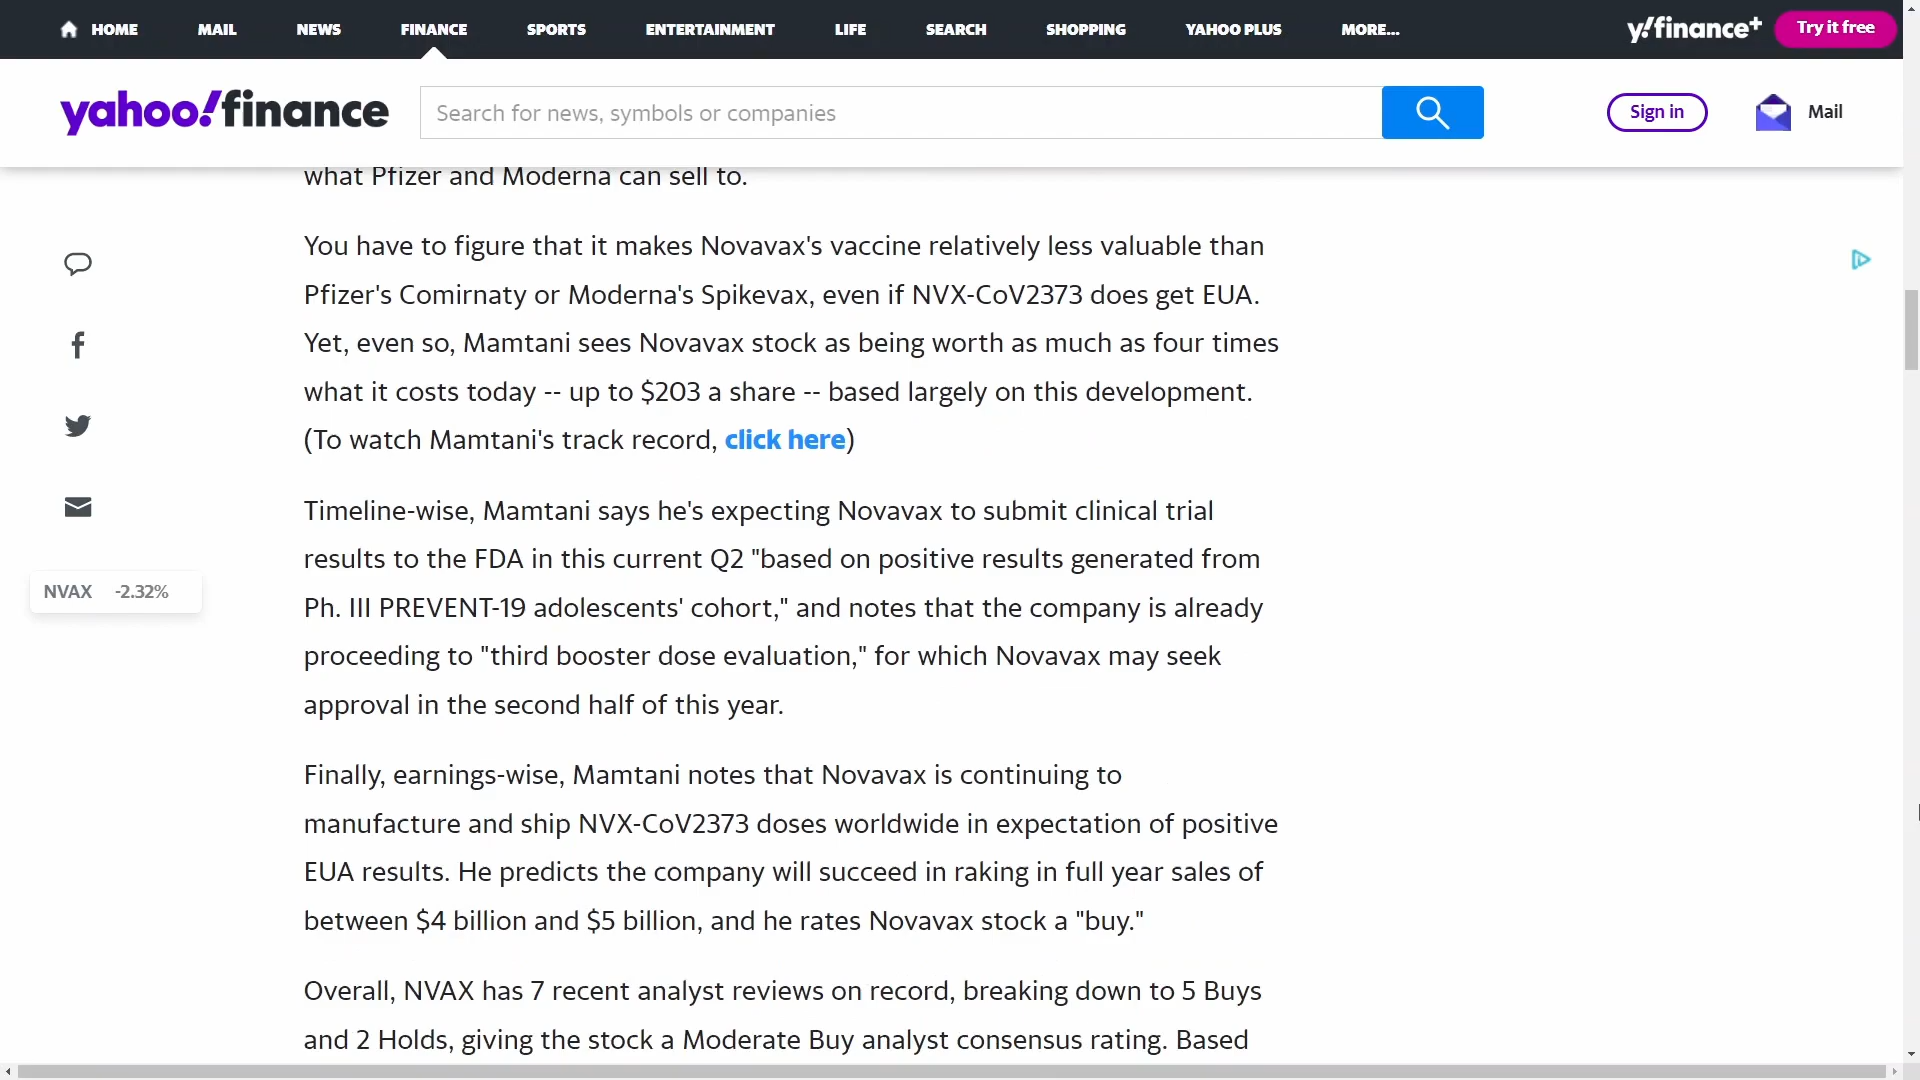 HOME MAIL NEWS FINANCE SPORTS ENTERTAINMENT LIFE SEARCH SHOPPING YAHOO PLUS MORE... y!finance+ Try it free
yahoo!finance Search for news, symbols or companies Sign in Mail
what Pfizer and Moderna can sell to.
You have to figure that it makes Novavax's vaccine relatively less valuable than
Pfizer's Comirnaty or Moderna's Spikevax, even if NVX-CoV2373 does get EUA.
Yet, even so, Mamtani sees Novavax stock as being worth as much as four times
what it costs today -- up to $203 a share -- based largely on this development.
(To watch Mamtani's track record, click here)
Timeline-wise, Mamtani says he's expecting Novavax to submit clinical trial
results to the FDA in this current Q2 "based on positive results generated from
Ph. III PREVENT-19 adolescents' cohort," and notes that the company is already
proceeding to "third booster dose evaluation," for which Novavax may seek
approval in the second half of this year.
NVAX -2.32%
Finally, earnings-wise, Mamtani notes that Novavax is continuing to
manufacture and ship NVX-CoV2373 doses worldwide in expectation of positive
EUA results. He predicts the company will succeed in raking in full year sales of
between $4 billion and $5 billion, and he rates Novavax stock a "buy."
Overall, NVAX has 7 recent analyst reviews on record, breaking down to 5 Buys
and 2 Holds, giving the stock a Moderate Buy analyst consensus rating. Based